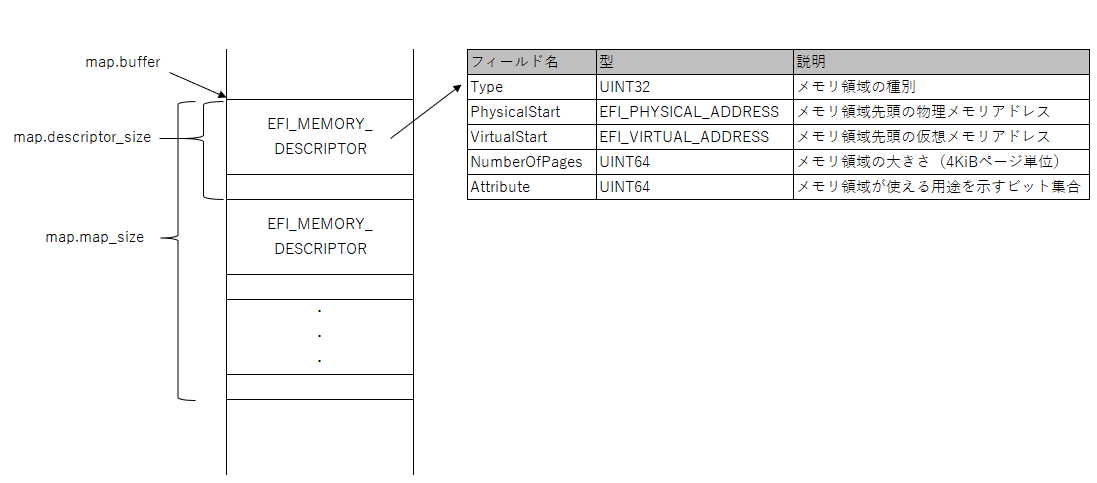 map.buffer
map.descriptor_size
map.map_size
EFI_MEMORY_
DESCRIPTOR
EFI_MEMORY_
DESCRIPTOR
.
.
.
フィールド名 型 説明
Type UINT32 メモリ領域の種別
PhysicalStart EFI_PHYSICAL_ADDRESS メモリ領域先頭の物理メモリアドレス
VirtualStart EFI_VIRTUAL_ADDRESS メモリ領域先頭の仮想メモリアドレス
NumberOfPages UINT64 メモリ領域の大きさ（4KiBページ単位）
Attribute UINT64 メモリ領域が使える用途を示すビット集合